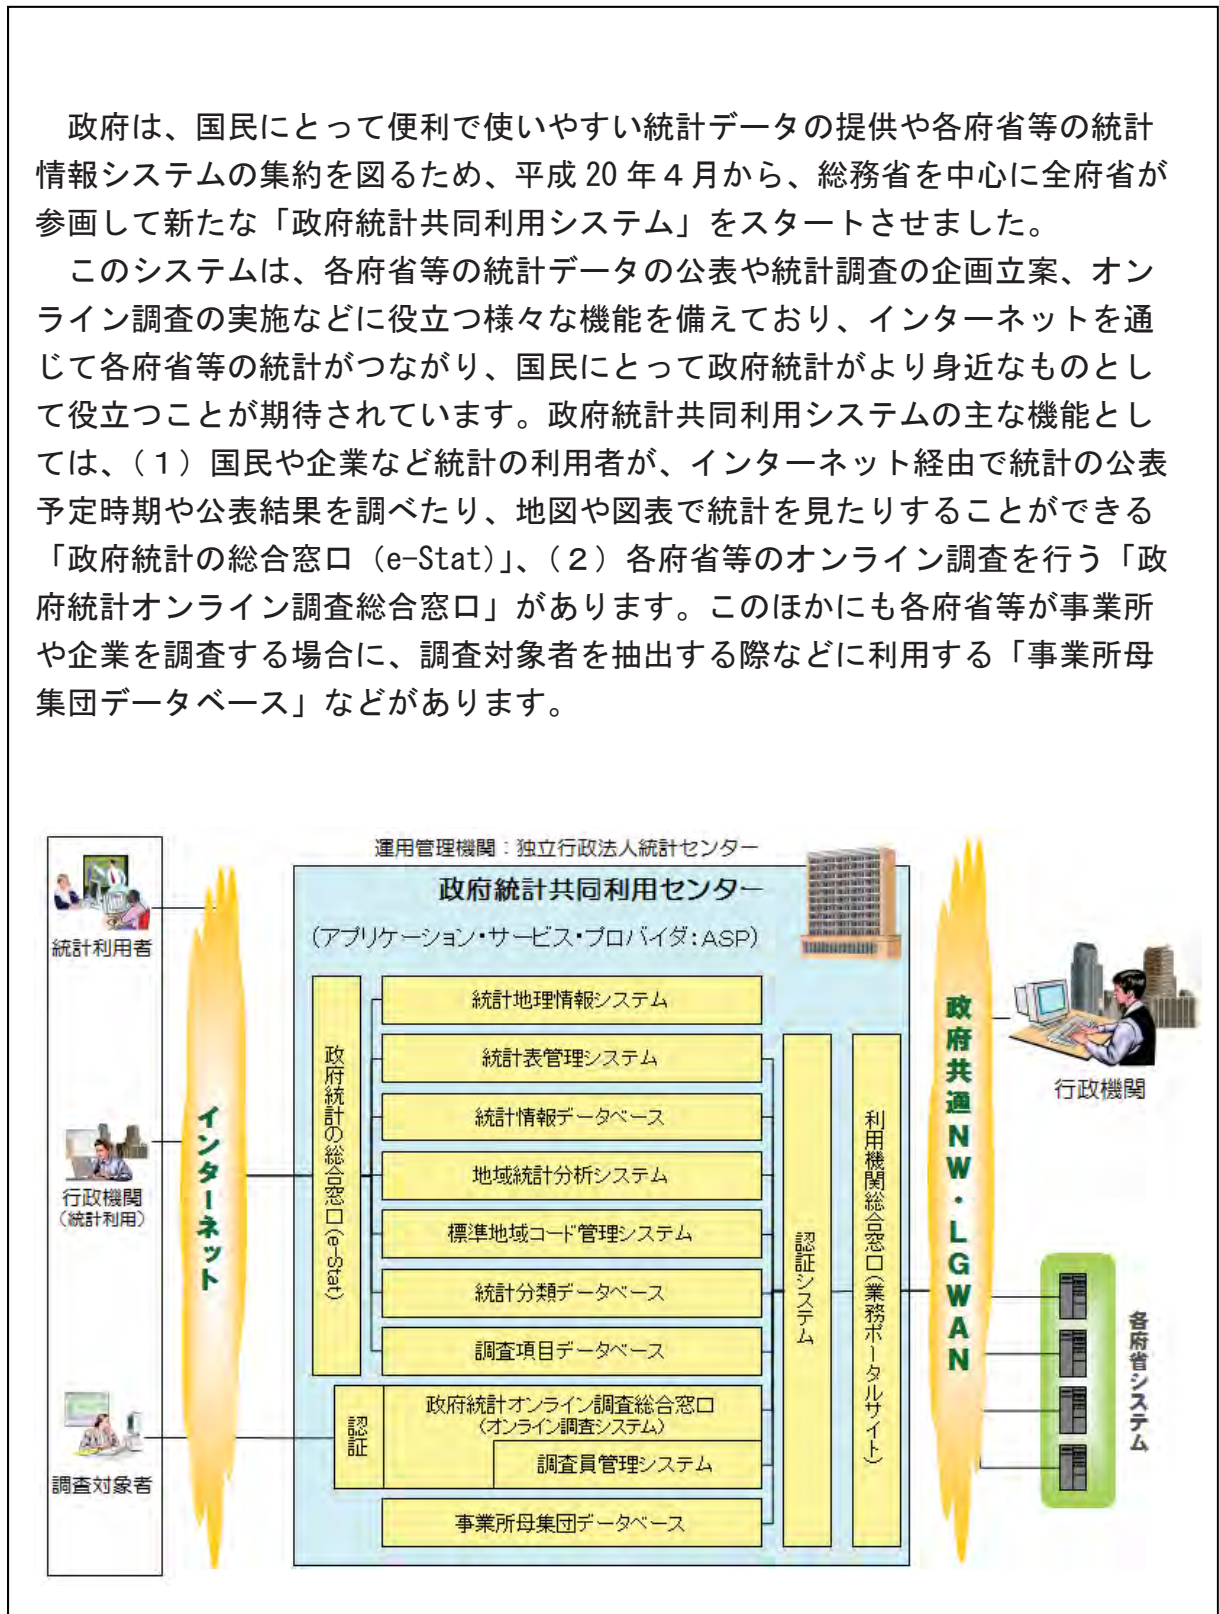 政府は、国民にとって便利で使いやすい統計データの提供や各府省等の統計
情報システムの集約を図るため、平成 20 年４月から、総務省を中心に全府省が
参画して新たな「政府統計共同利用システム」をスタートさせました。
このシステムは、各府省等の統計データの公表や統計調査の企画立案、オン
ライン調査の実施などに役立つ様々な機能を備えており、インターネットを通
じて各府省等の統計がつながり、国民にとって政府統計がより身近なものとし
て役立つことが期待されています。政府統計共同利用システムの主な機能とし
ては、（１）国民や企業など統計の利用者が、インターネット経由で統計の公表
予定時期や公表結果を調べたり、地図や図表で統計を見たりすることができる
「政府統計の総合窓口（e-Stat）」、（２）各府省等のオンライン調査を行う「政
府統計オンライン調査総合窓口」があります。このほかにも各府省等が事業所
や企業を調査する場合に、調査対象者を抽出する際などに利用する「事業所母
集団データベース」などがあります。
運用管理機関：独立行政法人統計センター
政府統計共同利用センター
（アプリケーション・サービス・プロバイダ：ASP）
統計利用者
行政機関
（統計利用）
調査対象者
インターネット
政府統計の総合窓口（e-Stat）
統計地理情報システム
統計表管理システム
統計情報データベース
地域統計分析システム
標準地域コード管理システム
統計分類データベース
調査項目データベース
認証
政府統計オンライン調査総合窓口
（オンライン調査システム）
調査員管理システム
事業所母集団データベース
認証システム
利用機関総合窓口（業務ポータルサイト）
政府共通ＮＷ・ＬＧＷＡＮ
行政機関
各府省システム